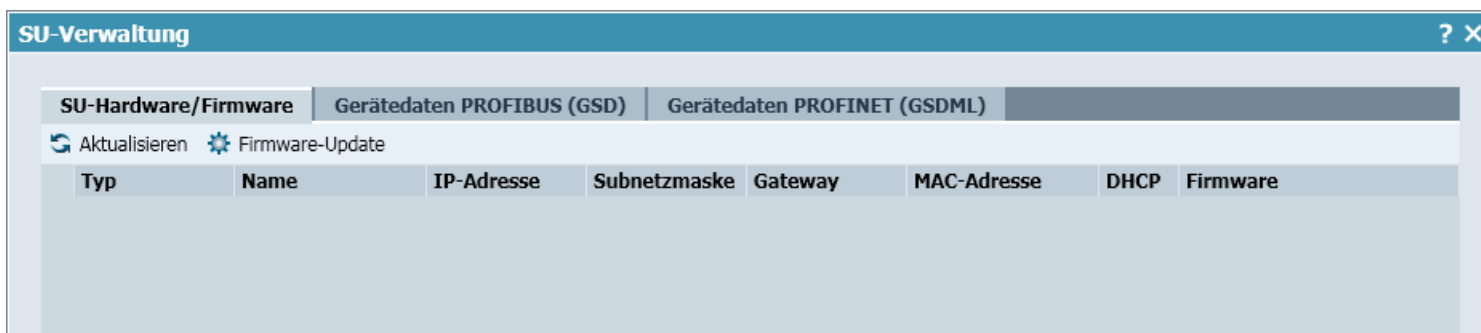 SU-Verwaltung ? ×
SU-Hardware/Firmware Gerätedaten PROFIBUS (GSD) Gerätedaten PROFINET (GSDML)
Aktualisieren Firmware-Update
Typ Name IP-Adresse Subnetzmaske Gateway MAC-Adresse DHCP Firmware